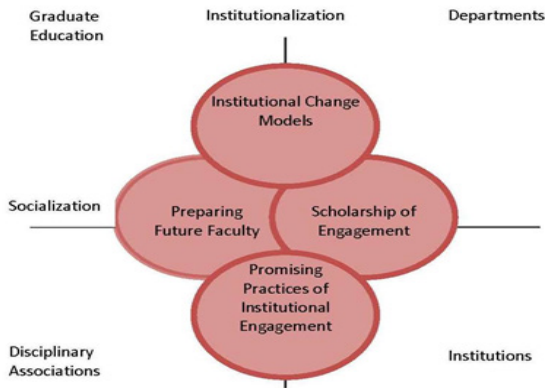 Graduate
Education
Institutionalization
Departments
Institutional Change
Models
Socialization
Preparing
Future Faculty
Scholarship of
Engagement
Promising
Practices of
Institutional
Engagement
Disciplinary
Associations
Institutions